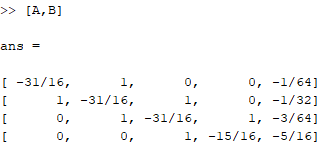 >> [A,B]
ans =
[ -31/16, 1, 0, 0, -1/64]
[ 1, -31/16, 1, 0, -1/32]
[ 0, 1, -31/16, 1, -3/64]
[ 0, 0, 1, -15/16, -5/16]